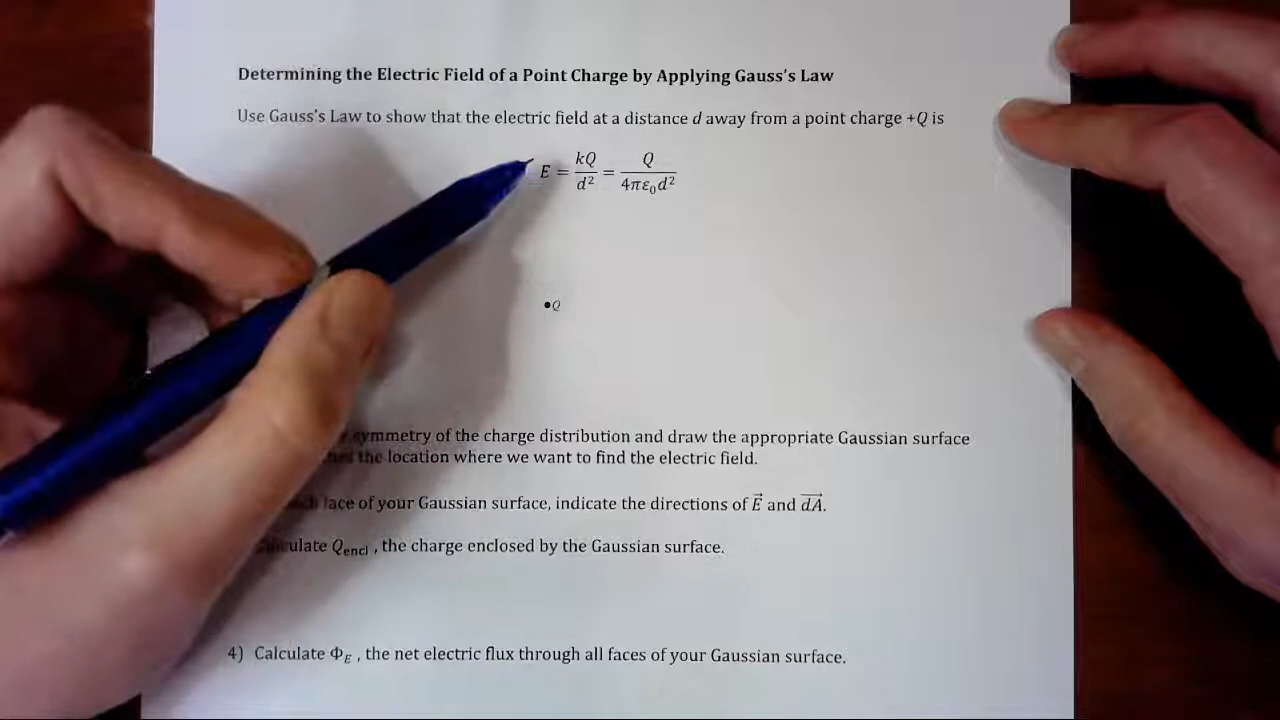 Determining the Electric Field of a Point Charge by Applying Gauss's Law
Use Gauss's Law to show that the electric field at a distance d away from a point charge +Q is
E = kQ/d² = Q/4πε₀d²
•Q
symmetry of the charge distribution and draw the appropriate Gaussian surface
the location where we want to find the electric field.
face of your Gaussian surface, indicate the directions of E⃗ and dA⃗.
Q_encl , the charge enclosed by the Gaussian surface.
4) Calculate Φ_E , the net electric flux through all faces of your Gaussian surface.